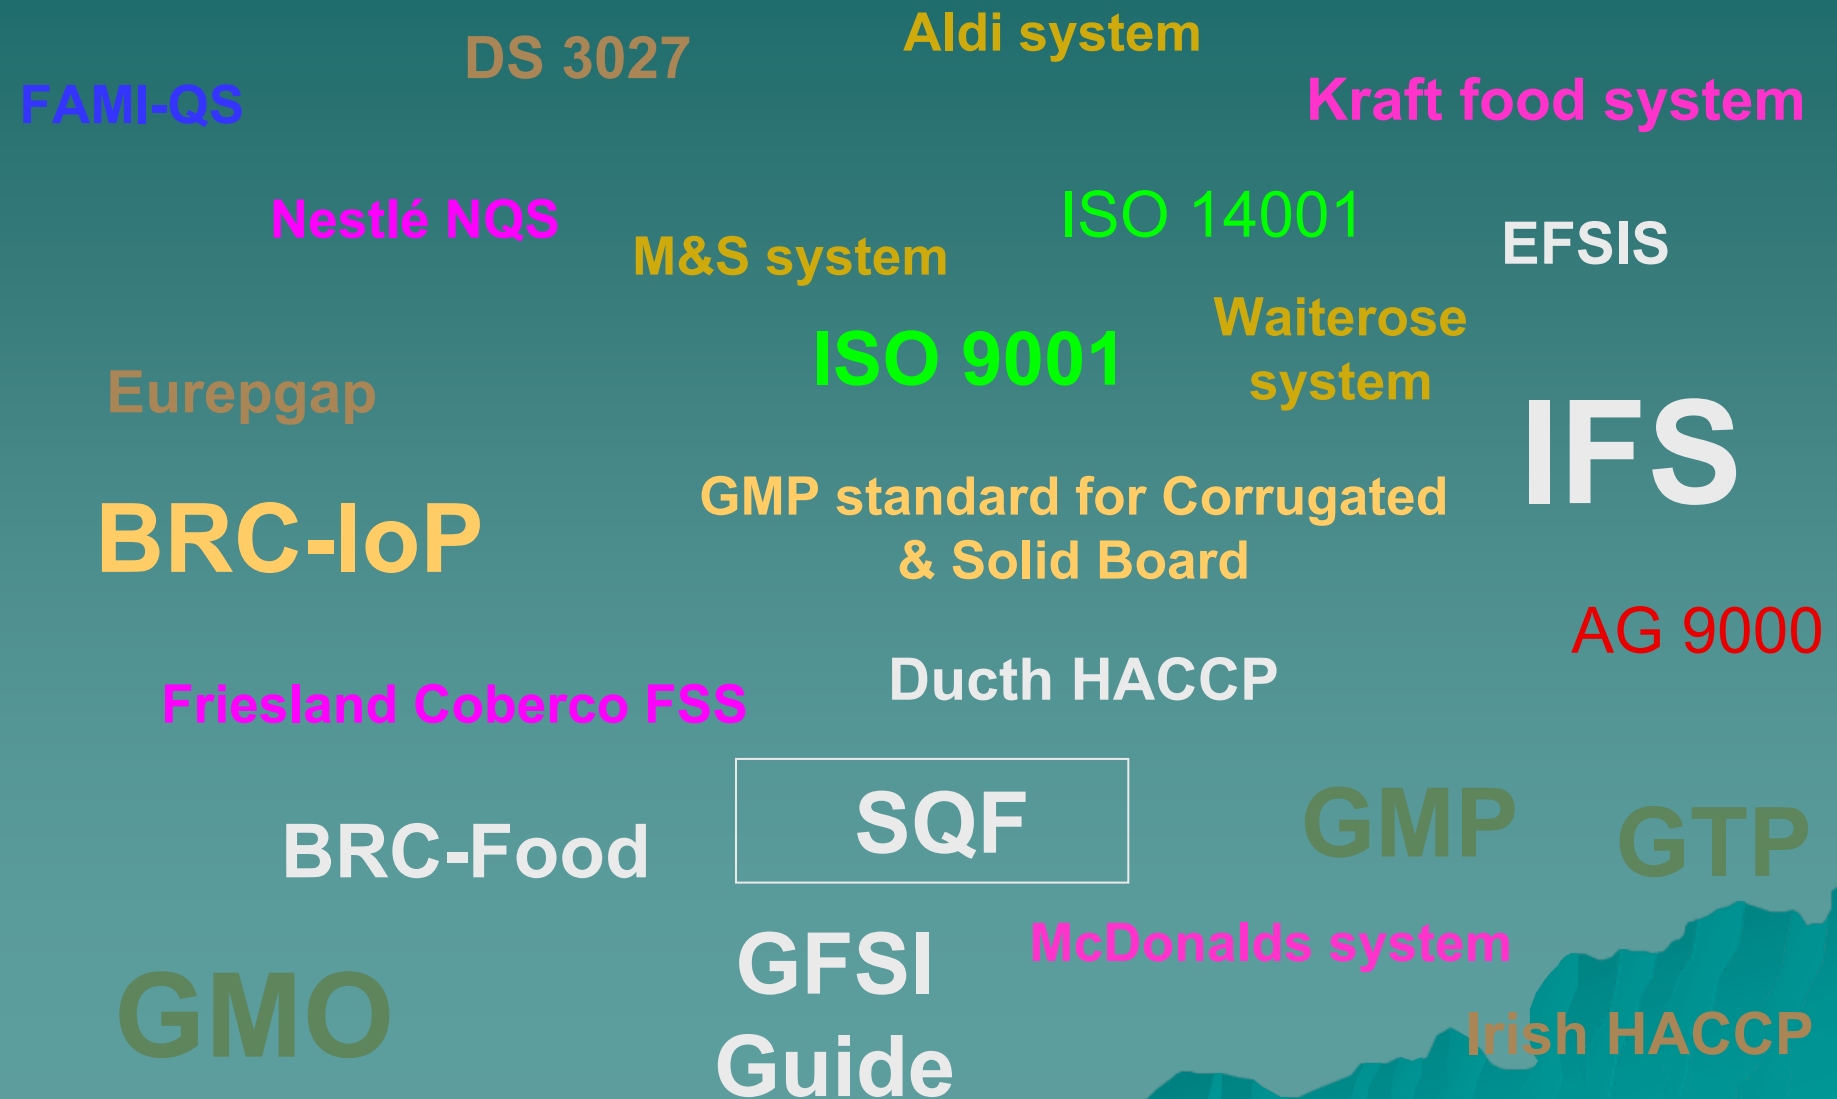 Aldi system
DS 3027
FAMI-QS
Kraft food system
Nestlé NQS
ISO 14001
M&S system
EFSIS
Waiterose
system
ISO 9001
Eurepgap
IFS
BRC-IoP
GMP standard for Corrugated
& Solid Board
AG 9000
Ducth HACCP
Friesland Coberco FSS
SQF
GMP
GTP
BRC-Food
GFSI
Guide
McDonalds system
GMO
Irish HACCP